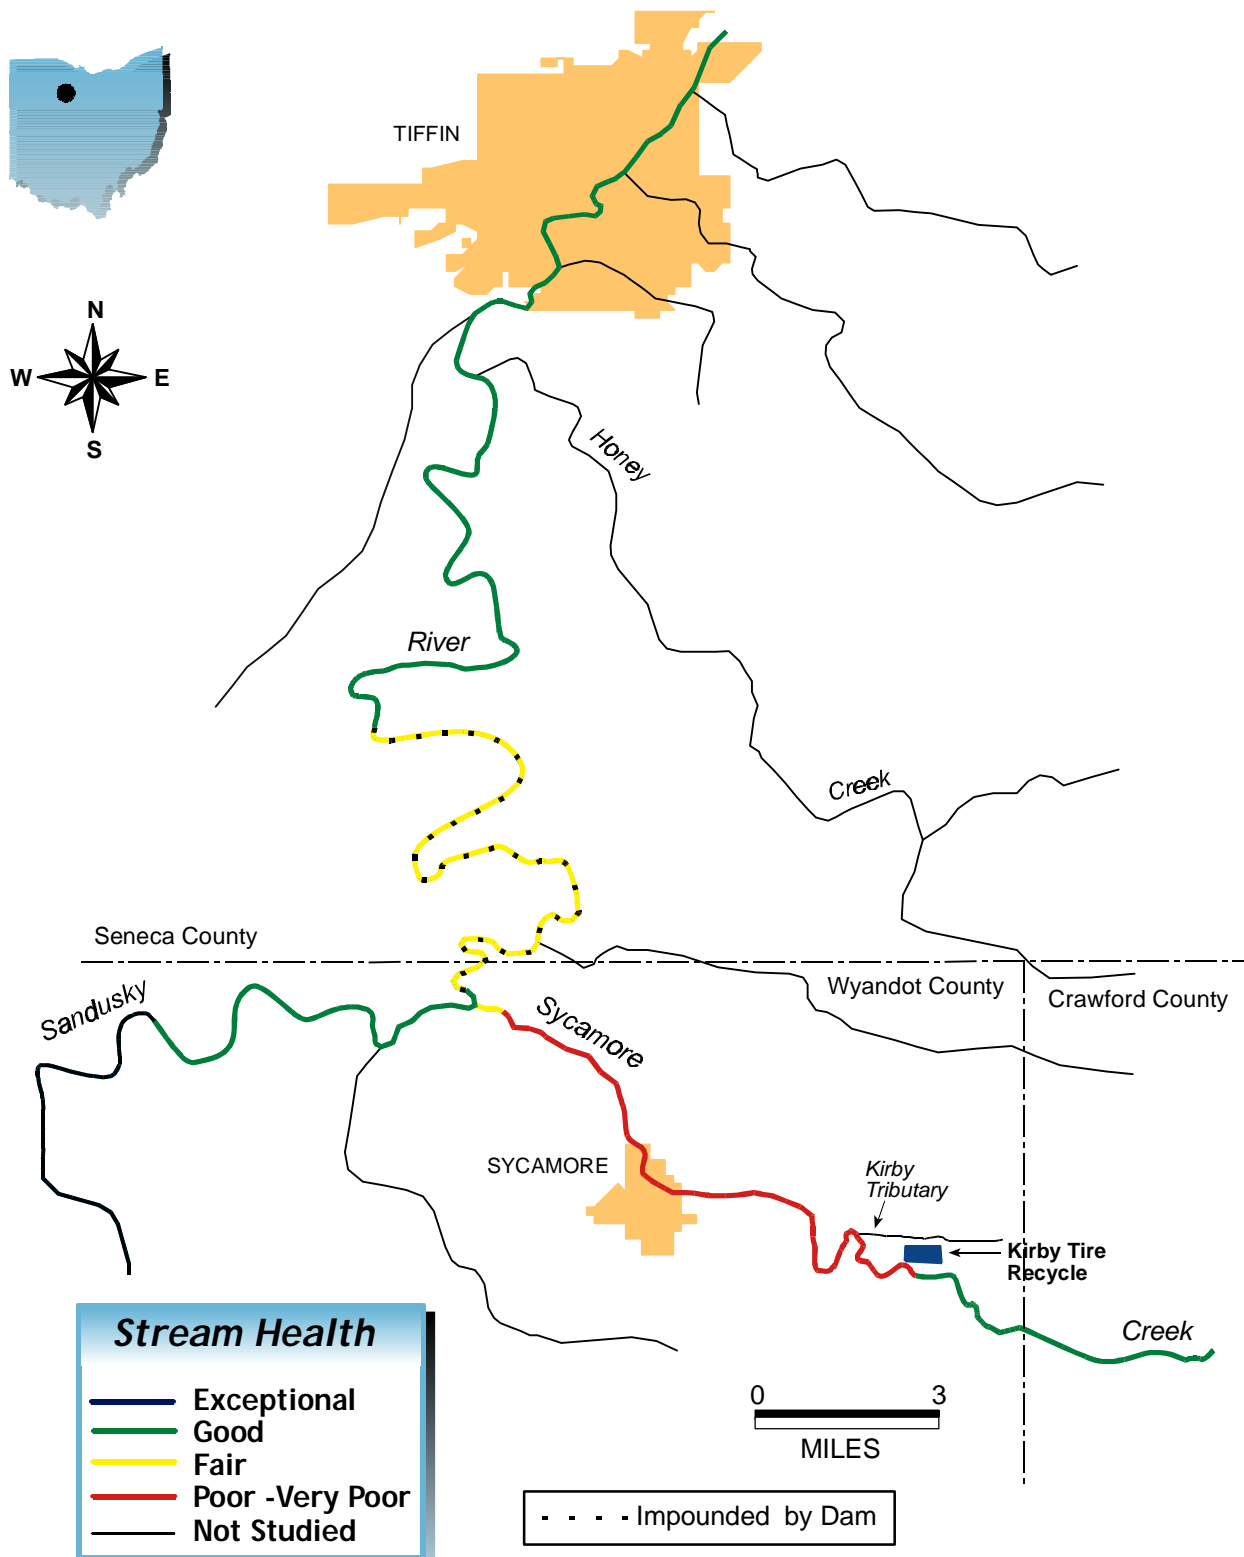 TIFFIN
N
W
E
S
Honey
River
Creek
Seneca County
Wyandot County
Crawford County
Sandusky
Sycamore
SYCAMORE
Kirby
Tributary
Kirby Tire
Recycle
Creek
Stream Health
Exceptional
Good
Fair
Poor -Very Poor
Not Studied
0 3
MILES
Impounded by Dam